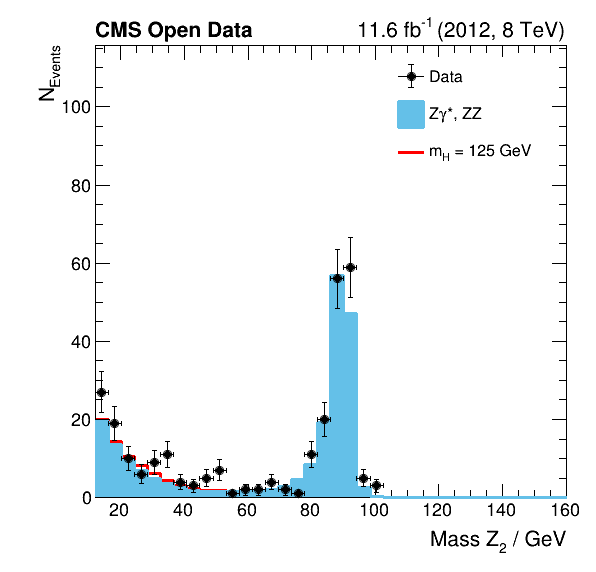 CMS Open Data 11.6 fb⁻¹ (2012, 8 TeV)
N_Events
Data
Zγ*, ZZ
m_H = 125 GeV
100
80
60
40
20
0
20 40 60 80 100 120 140 160
Mass Z₂ / GeV